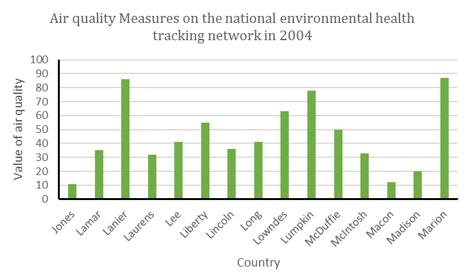 Air quality Measures on the national environmental health
tracking network in 2004
Value of air quality
100
90
80
70
60
50
40
30
20
10
0
Jones
Lamar
Lanier
Laurens
Lee
Liberty
Lincoln
Long
Lowndes
Lumpkin
McDuffie
McIntosh
Macon
Madison
Marion
Country